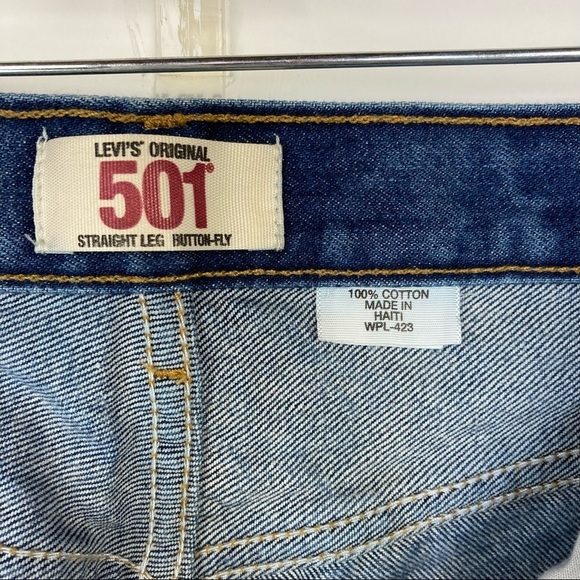 LEVI'S® ORIGINAL
501®
STRAIGHT LEG BUTTON-FLY
100% COTTON
MADE IN
HAITI
WPL-423